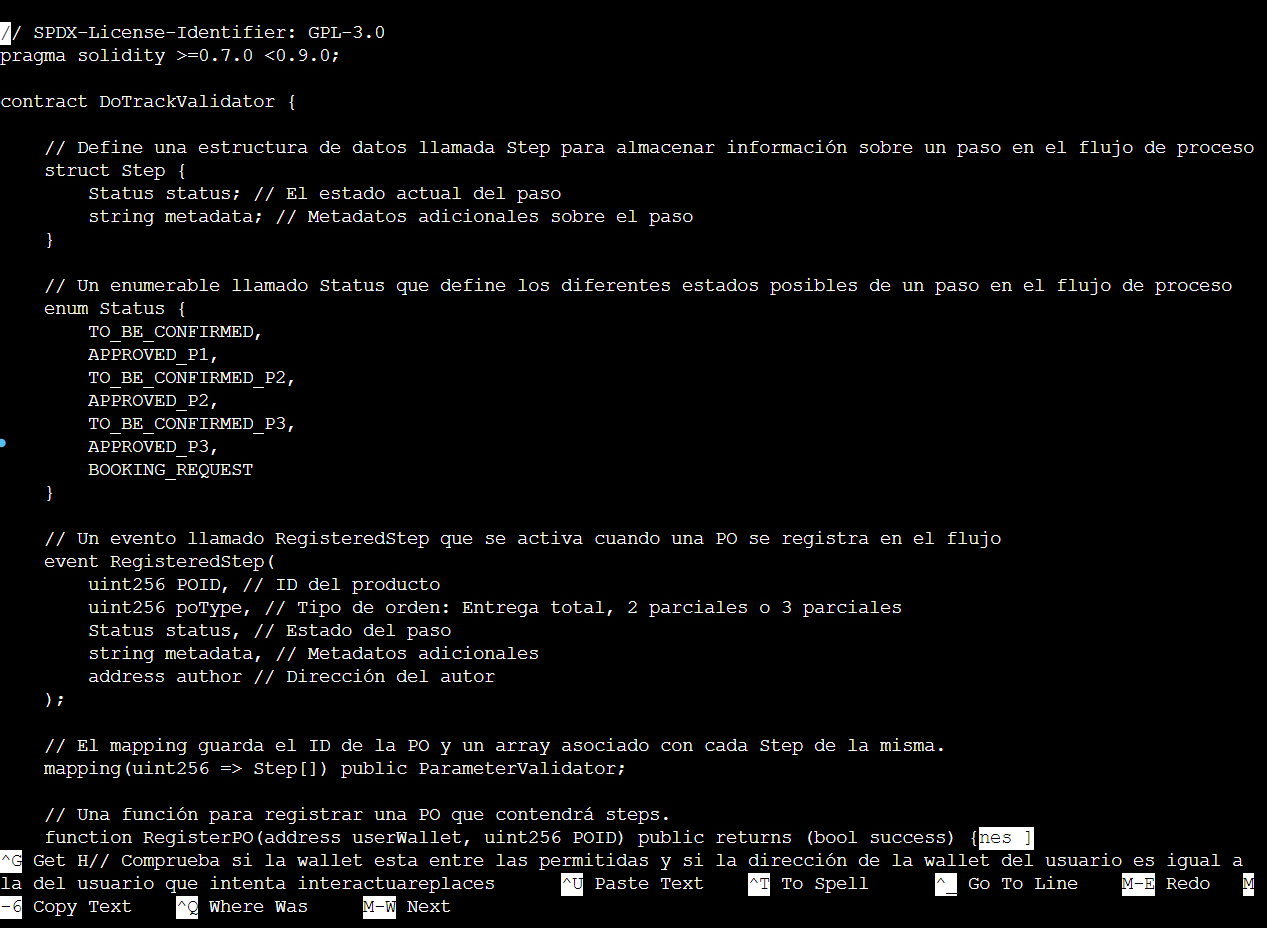 // SPDX-License-Identifier: GPL-3.0
pragma solidity >=0.7.0 <0.9.0;
contract DoTrackValidator {
// Define una estructura de datos llamada Step para almacenar información sobre un paso en el flujo de proceso
struct Step {
Status status; // El estado actual del paso
string metadata; // Metadatos adicionales sobre el paso
}
// Un enumerable llamado Status que define los diferentes estados posibles de un paso en el flujo de proceso
enum Status {
TO_BE_CONFIRMED,
APPROVED_P1,
TO_BE_CONFIRMED_P2,
APPROVED_P2,
TO_BE_CONFIRMED_P3,
APPROVED_P3,
BOOKING_REQUEST
}
// Un evento llamado RegisteredStep que se activa cuando una PO se registra en el flujo
event RegisteredStep(
uint256 POID, // ID del producto
uint256 poType, // Tipo de orden: Entrega total, 2 parciales o 3 parciales
Status status, // Estado del paso
string metadata, // Metadatos adicionales
address author // Dirección del autor
);
// El mapping guarda el ID de la PO y un array asociado con cada Step de la misma.
mapping(uint256 => Step[]) public ParameterValidator;
// Una función para registrar una PO que contendrá steps.
function RegisterPO(address userWallet, uint256 POID) public returns (bool success) {nes ]
^G Get H// Comprueba si la wallet esta entre las permitidas y si la dirección de la wallet del usuario es igual a
la del usuario que intenta interactuareplaces ^U Paste Text ^T To Spell ^_ Go To Line M-E Redo M
-6 Copy Text ^Q Where Was M-W Next